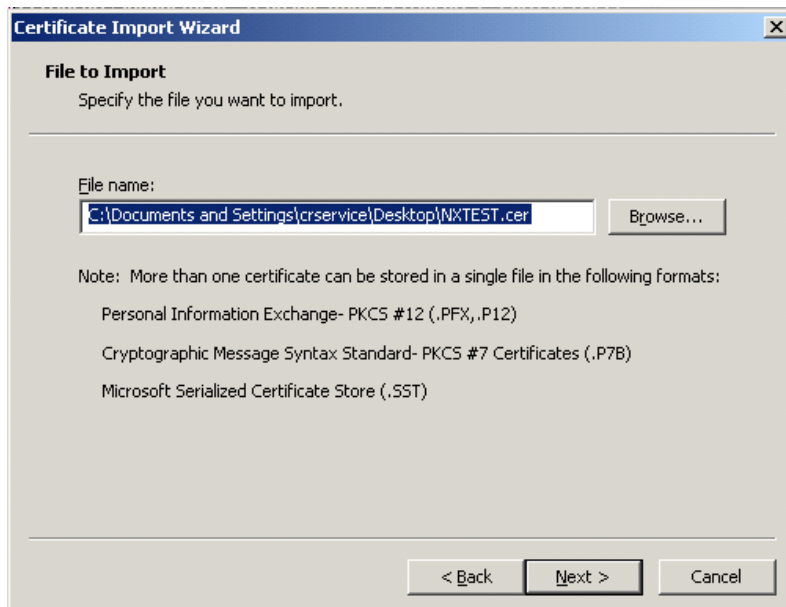 Certificate Import Wizard
File to Import
Specify the file you want to import.
File name:
C:\Documents and Settings\crservice\Desktop\NXTEST.cer
Browse...
Note: More than one certificate can be stored in a single file in the following formats:
Personal Information Exchange- PKCS #12 (.PFX,.P12)
Cryptographic Message Syntax Standard- PKCS #7 Certificates (.P7B)
Microsoft Serialized Certificate Store (.SST)
< Back
Next >
Cancel